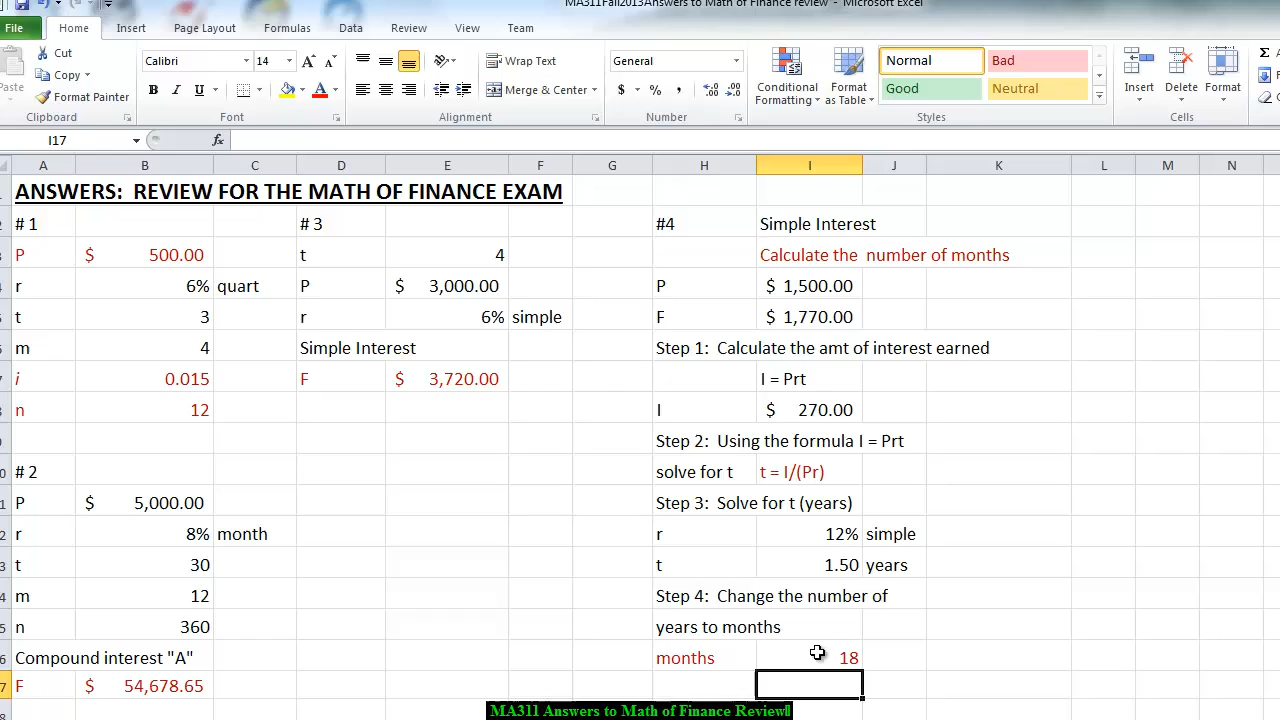 MA311Fall2013Answers to Math of Finance review - Microsoft Excel
File Home Insert Page Layout Formulas Data Review View Team
Cut
Copy
Format Painter
Paste
Clipboard
Calibri 14
B I U
Font
Wrap Text
Merge & Center
Alignment
General
$ % ,
Number
Conditional Formatting
Format as Table
Normal Bad
Good Neutral
Styles
Insert Delete Format
Cells
I17 fx
A B C D E F G H I J K L M N
ANSWERS: REVIEW FOR THE MATH OF FINANCE EXAM
# 1 # 3 #4 Simple Interest
P $ 500.00 t 4 Calculate the number of months
r 6% quart P $ 3,000.00 P $ 1,500.00
t 3 r 6% simple F $ 1,770.00
m 4 Simple Interest Step 1: Calculate the amt of interest earned
i 0.015 F $ 3,720.00 I = Prt
n 12 I $ 270.00
Step 2: Using the formula I = Prt
# 2 solve for t t = I/(Pr)
P $ 5,000.00 Step 3: Solve for t (years)
r 8% month r 12% simple
t 30 t 1.50 years
m 12 Step 4: Change the number of
n 360 years to months
Compound interest "A" months 18
F $ 54,678.65
MA311 Answers to Math of Finance Review